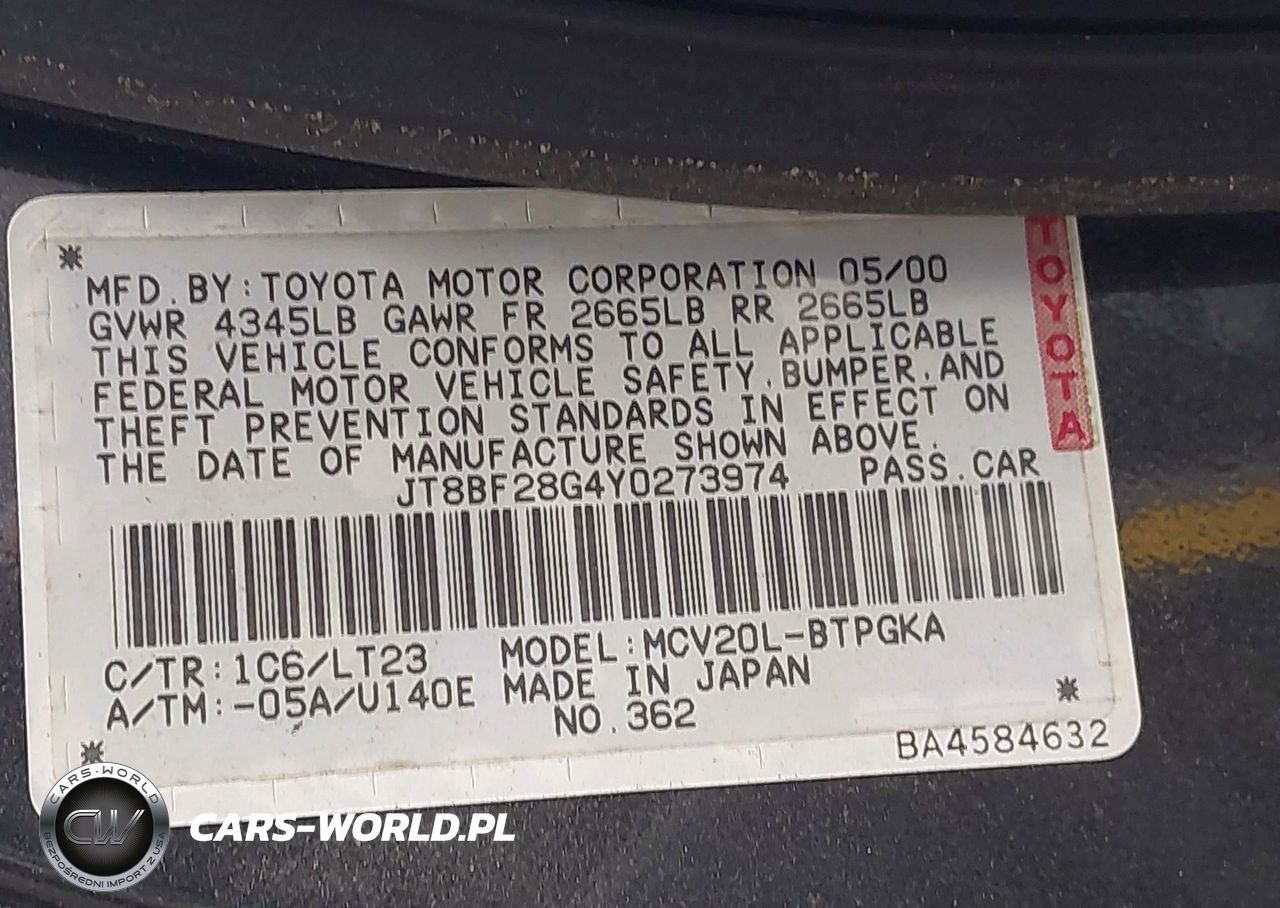 MFD. BY: TOYOTA MOTOR CORPORATION 05/00
GVWR 4345LB GAWR FR 2665LB RR 2665LB
THIS VEHICLE CONFORMS TO ALL APPLICABLE
FEDERAL MOTOR VEHICLE SAFETY, BUMPER, AND
THEFT PREVENTION STANDARDS IN EFFECT ON
THE DATE OF MANUFACTURE SHOWN ABOVE.
JT8BF28G4Y0273974 PASS. CAR
TOYOTA
C/TR: 1C6/LT23 MODEL: MCV20L-BTPGKA
A/TM: -05A/U140E MADE IN JAPAN
NO. 362
BA4584632
CARS-WORLD
CW
BEZPOŚREDNI IMPORT Z USA
CARS-WORLD.PL